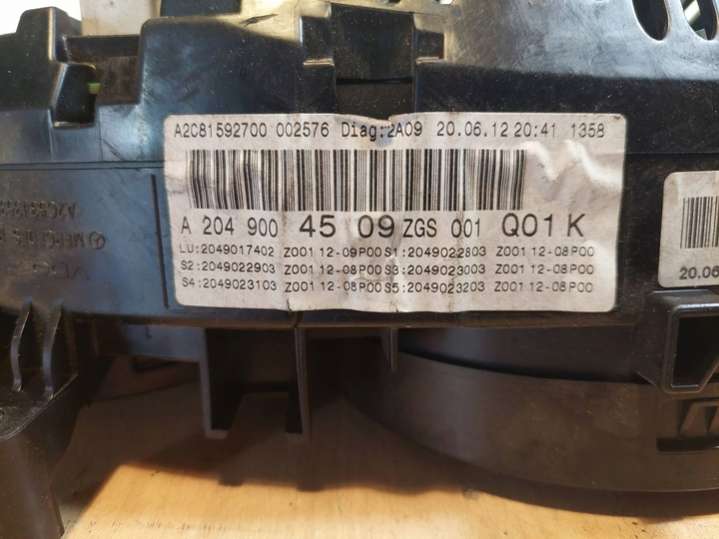 A2C81592700 002576 Diag:2A09 20.06.12 20:41 1358
A 204 900 45 09 ZGS 001 Q01 K
LU:2049017402 Z001 12-09P00 S1:2049022803 Z001 12-08P00
S2:2049022903 Z001 12-08P00 S3:2049023003 Z001 12-08P00
S4:2049023103 Z001 12-08P00 S5:2049023203 Z001 12-08P00
20.06